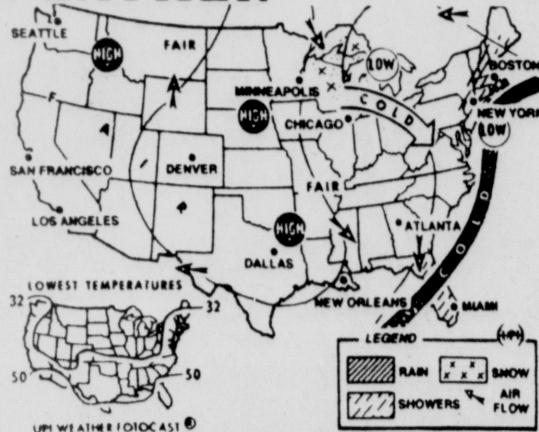 SEATTLE
HIGH
FAIR
LOW
BOSTON
MINNEAPOLIS
COLD
NEW YORK
LOW
F
HIGH
CHICAGO
A
SAN FRANCISCO
I
DENVER
FAIR
R
LOS ANGELES
HIGH
ATLANTA
COLD
DALLAS
LOWEST TEMPERATURES
NEW ORLEANS
MIAMI
32
32
50
50
LEGEND
RAIN
SNOW
SHOWERS
AIR
FLOW
UPI WEATHER FOTOCAST ®